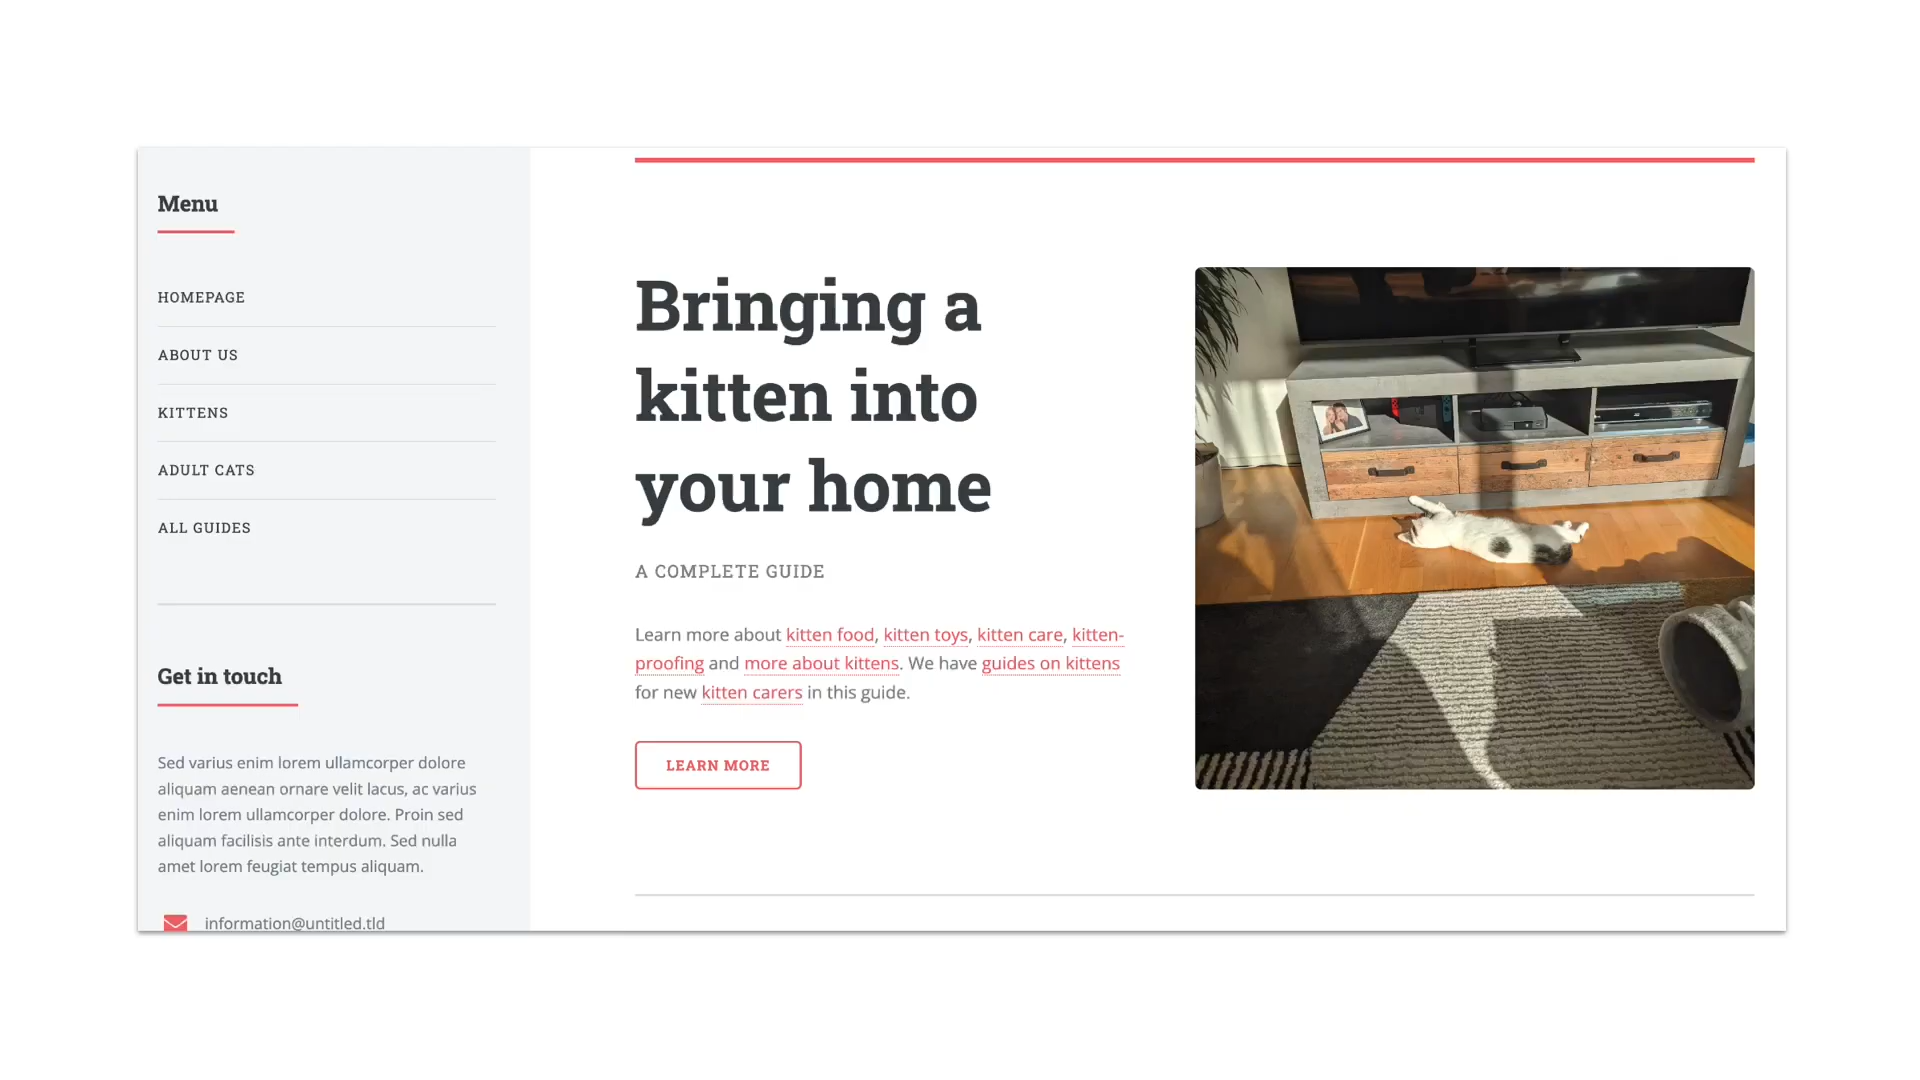 Menu
HOMEPAGE
ABOUT US
KITTENS
ADULT CATS
ALL GUIDES
Get in touch
Sed varius enim lorem ullamcorper dolore
aliquam aenean ornare velit lacus, ac varius
enim lorem ullamcorper dolore. Proin sed
aliquam facilisis ante interdum. Sed nulla
amet lorem feugiat tempus aliquam.
information@untitled.tld
Bringing a
kitten into
your home
A COMPLETE GUIDE
Learn more about kitten food, kitten toys, kitten care, kitten-
proofing and more about kittens. We have guides on kittens
for new kitten carers in this guide.
LEARN MORE